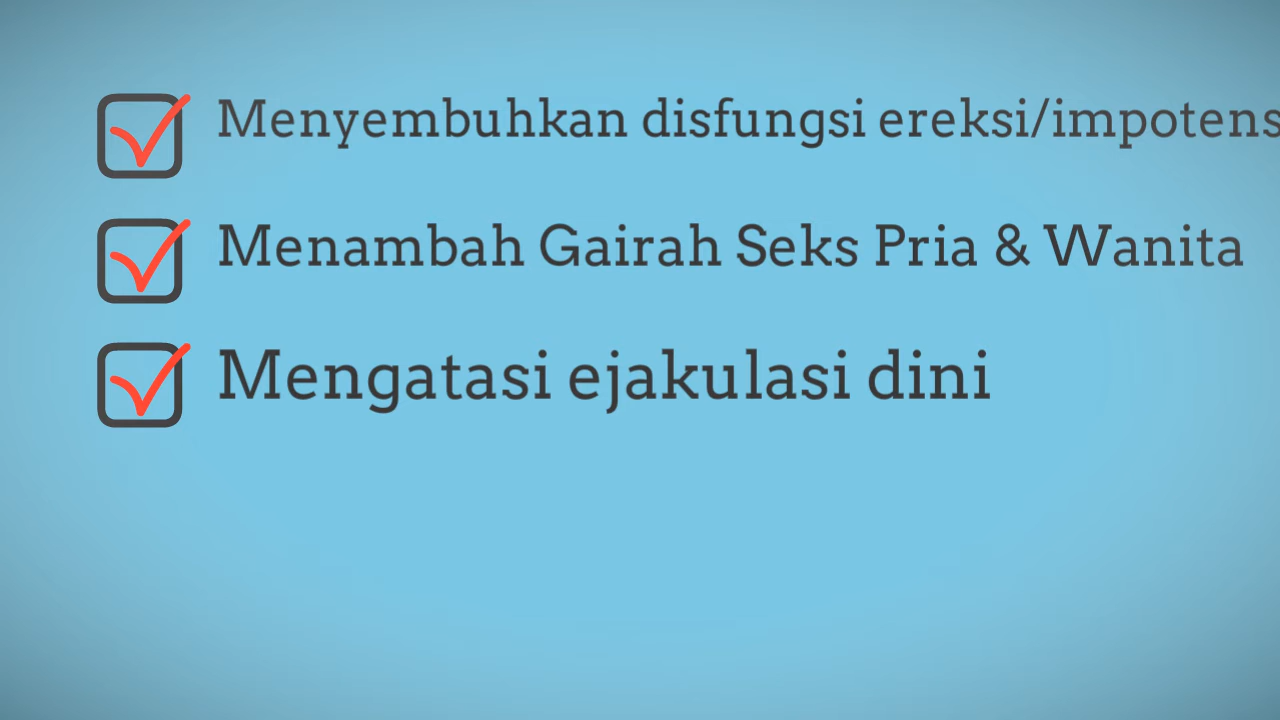 Menyembuhkan disfungsi ereksi/impotens
Menambah Gairah Seks Pria & Wanita
Mengatasi ejakulasi dini